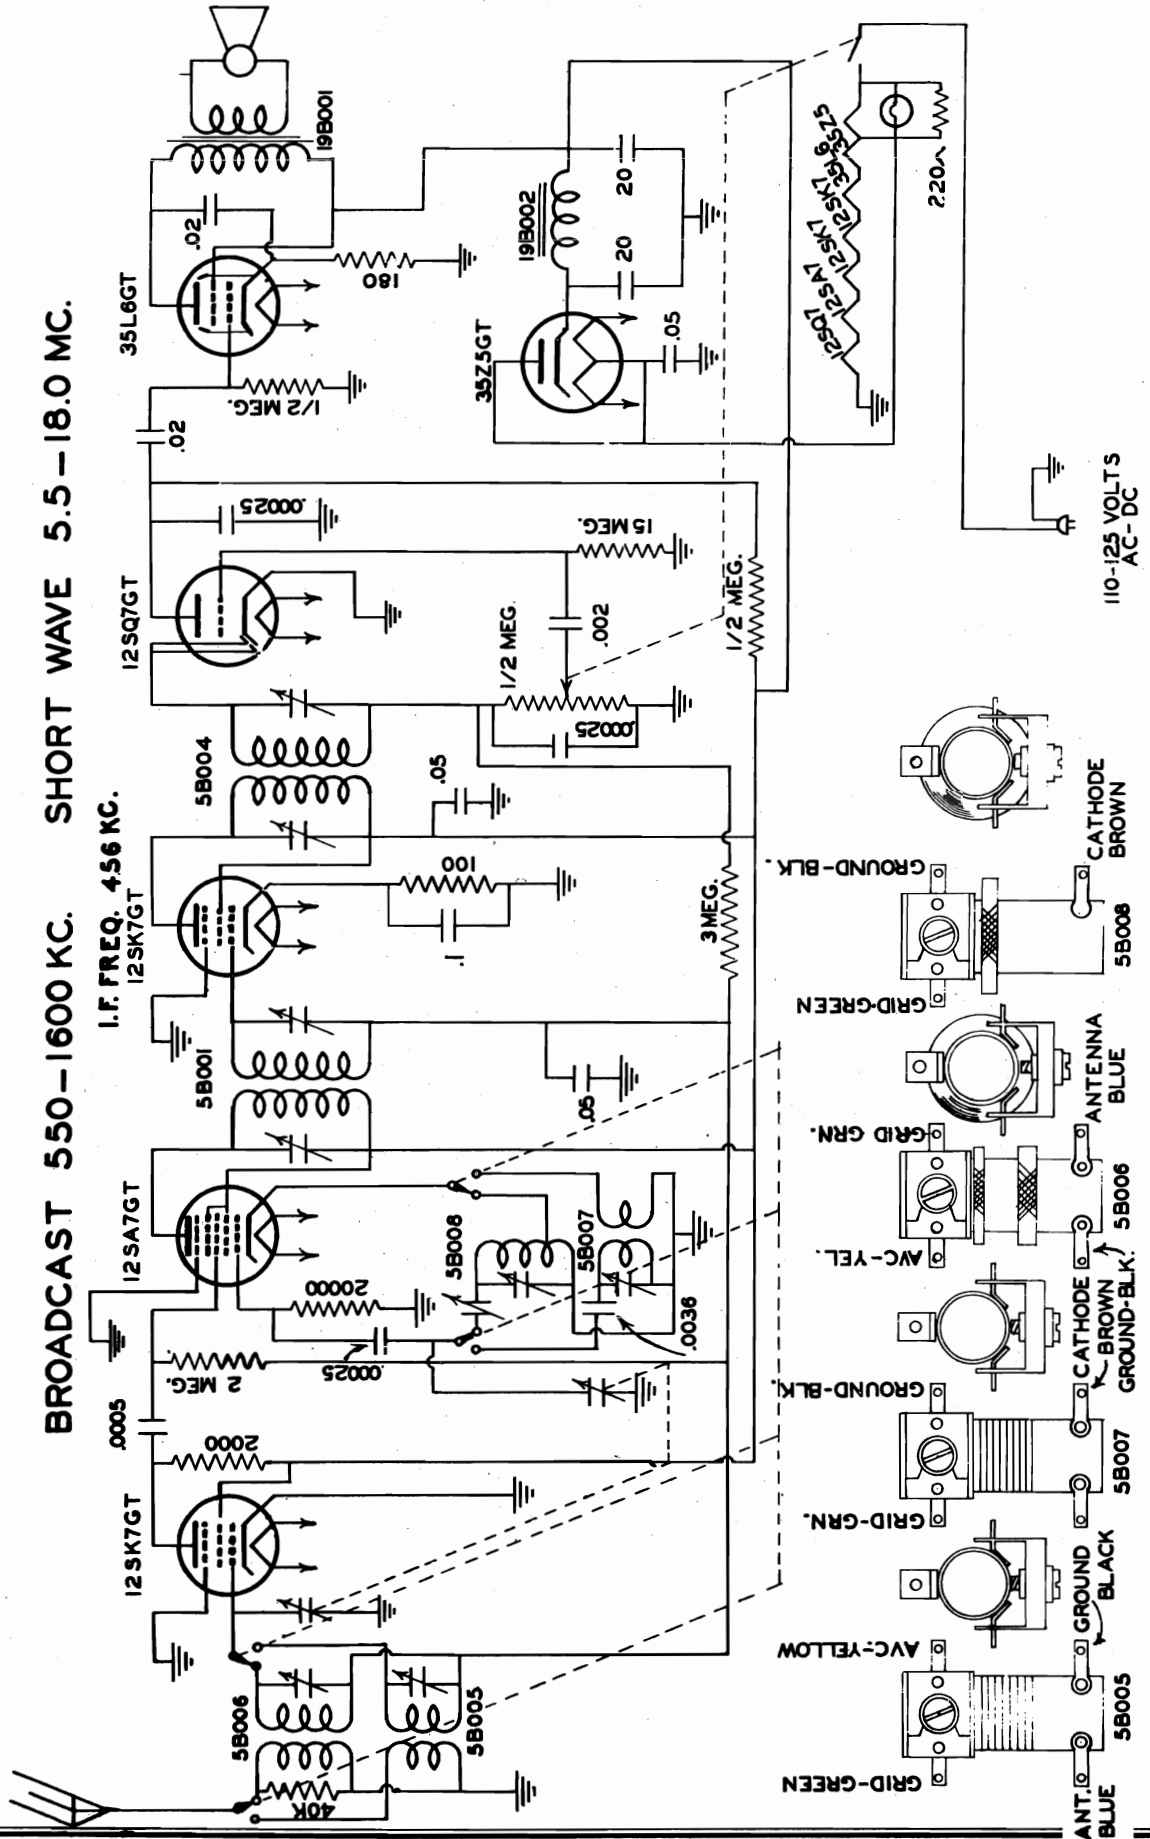 BROADCAST 550-1600 KC. SHORT WAVE 5.5-18.0 MC.
I.F. FREQ. 456 KC.
12SK7GT
12SA7GT
12SK7GT
12SQ7GT
35L6GT
.0005
2000
2 MEG.
20000
.00025
5B001
5B004
.05
100
.1
.00025
.02
1/2 MEG.
.02
180
19B001
5B006
40K
5B005
5B008
5B007
.0036
.05
3 MEG.
1/2 MEG.
.00025
.002
15 MEG.
1/2 MEG.
35Z5GT
19B002
20
20
.05
12SQ7
12SA7
12SK7
12SK7
35L6
35Z5
220Ω
110-125 VOLTS
AC-DC
GRID-GREEN
AVC-YELLOW
ANT.
BLUE
5B005
GROUND
BLACK
GRID-GRN.
GROUND-BLK.
5B007
CATHODE
BROWN
GROUND-BLK.
AVC-YEL.
GRID GRN.
5B006
ANTENNA
BLUE
GRID-GREEN
GROUND-BLK.
5B008
CATHODE
BROWN